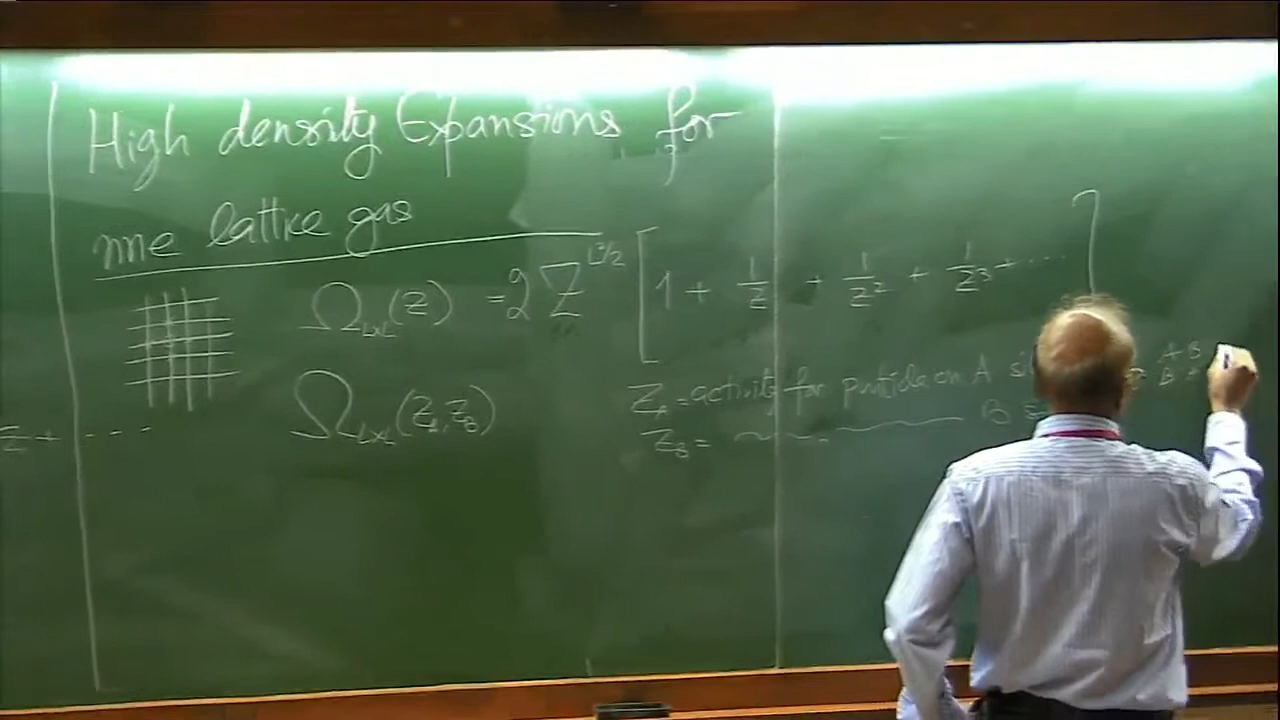 High density Expansions for
nne lattice gas
Ω_{L×L}(z) = 2 Z^{L²/2} [ 1 + 1/z + 1/z² + 1/z³ + ···· ]
Ω_{L×L}(z_A, z_B)
z_A = activity for particle on A
z_B = B
A B
B
z + - - - -